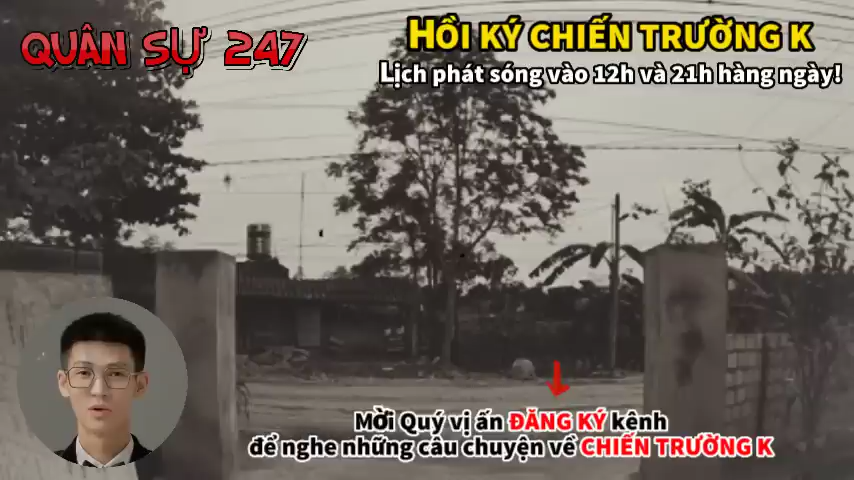 QUÂN SỰ 247
HỒI KÝ CHIẾN TRƯỜNG K
Lịch phát sóng vào 12h và 21h hàng ngày!
Mời Quý vị ấn ĐĂNG KÝ kênh
để nghe những câu chuyện về CHIẾN TRƯỜNG K